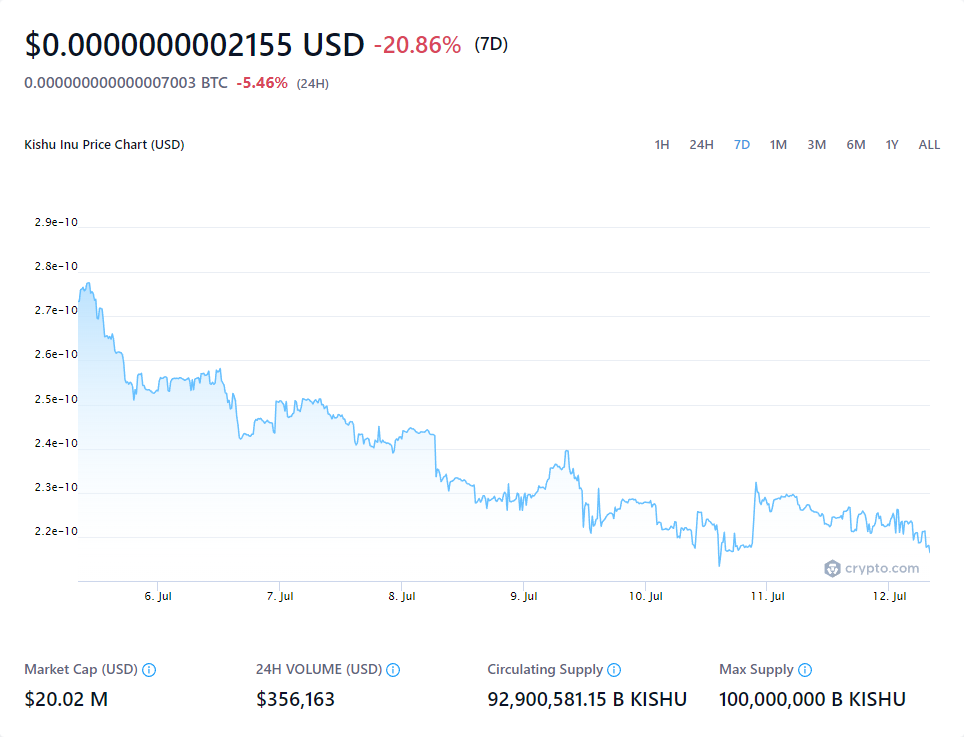 $0.0000000002155 USD -20.86% (7D)
0.000000000000007003 BTC -5.46% (24H)
Kishu Inu Price Chart (USD) 1H 24H 7D 1M 3M 6M 1Y ALL
2.9e-10
2.8e-10
2.7e-10
2.6e-10
2.5e-10
2.4e-10
2.3e-10
2.2e-10
crypto.com
6. Jul 7. Jul 8. Jul 9. Jul 10. Jul 11. Jul 12. Jul
Market Cap (USD) 24H VOLUME (USD) Circulating Supply Max Supply
$20.02 M $356,163 92,900,581.15 B KISHU 100,000,000 B KISHU